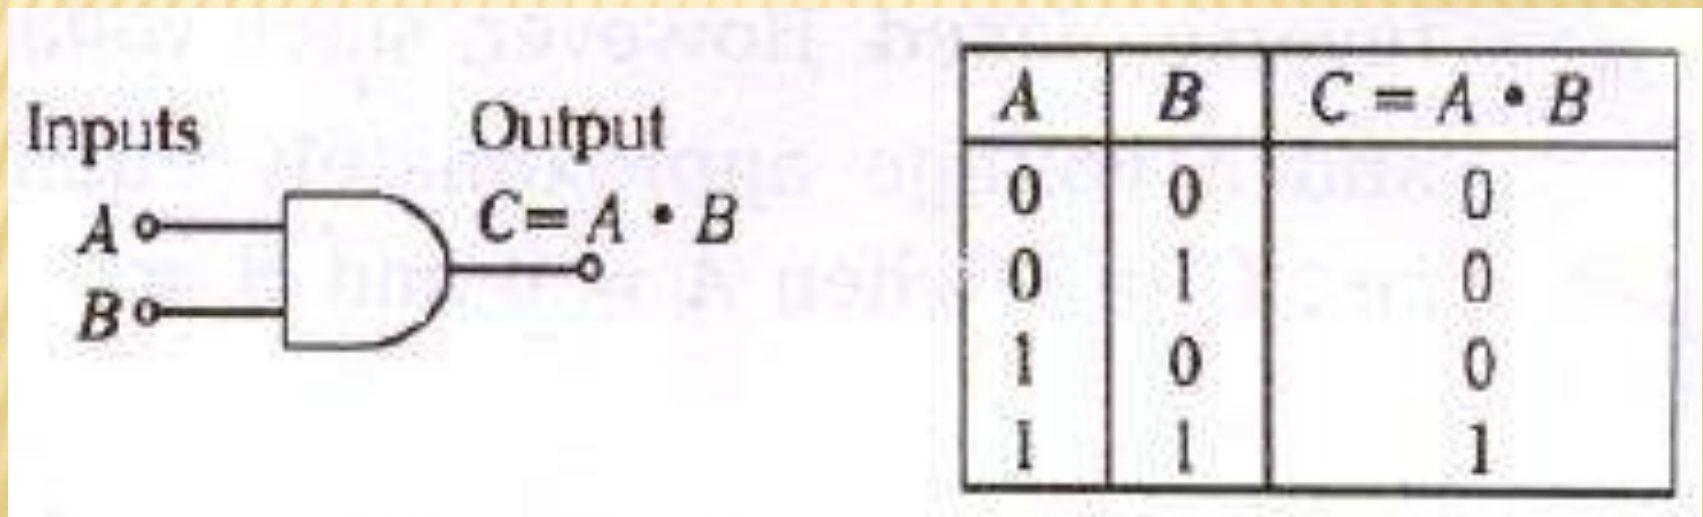 Inputs
Output
C = A • B
A
B
A B C = A • B
0 0 0
0 1 0
1 0 0
1 1 1